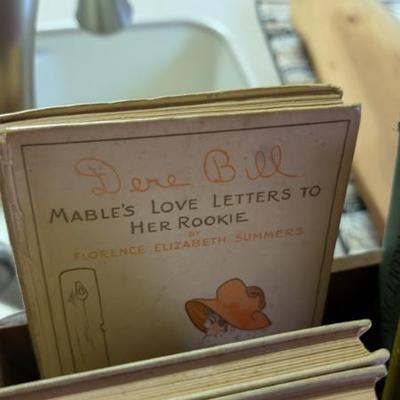 Dere Bill
MABLE'S LOVE LETTERS TO
HER ROOKIE
BY
FLORENCE ELIZABETH SUMMERS